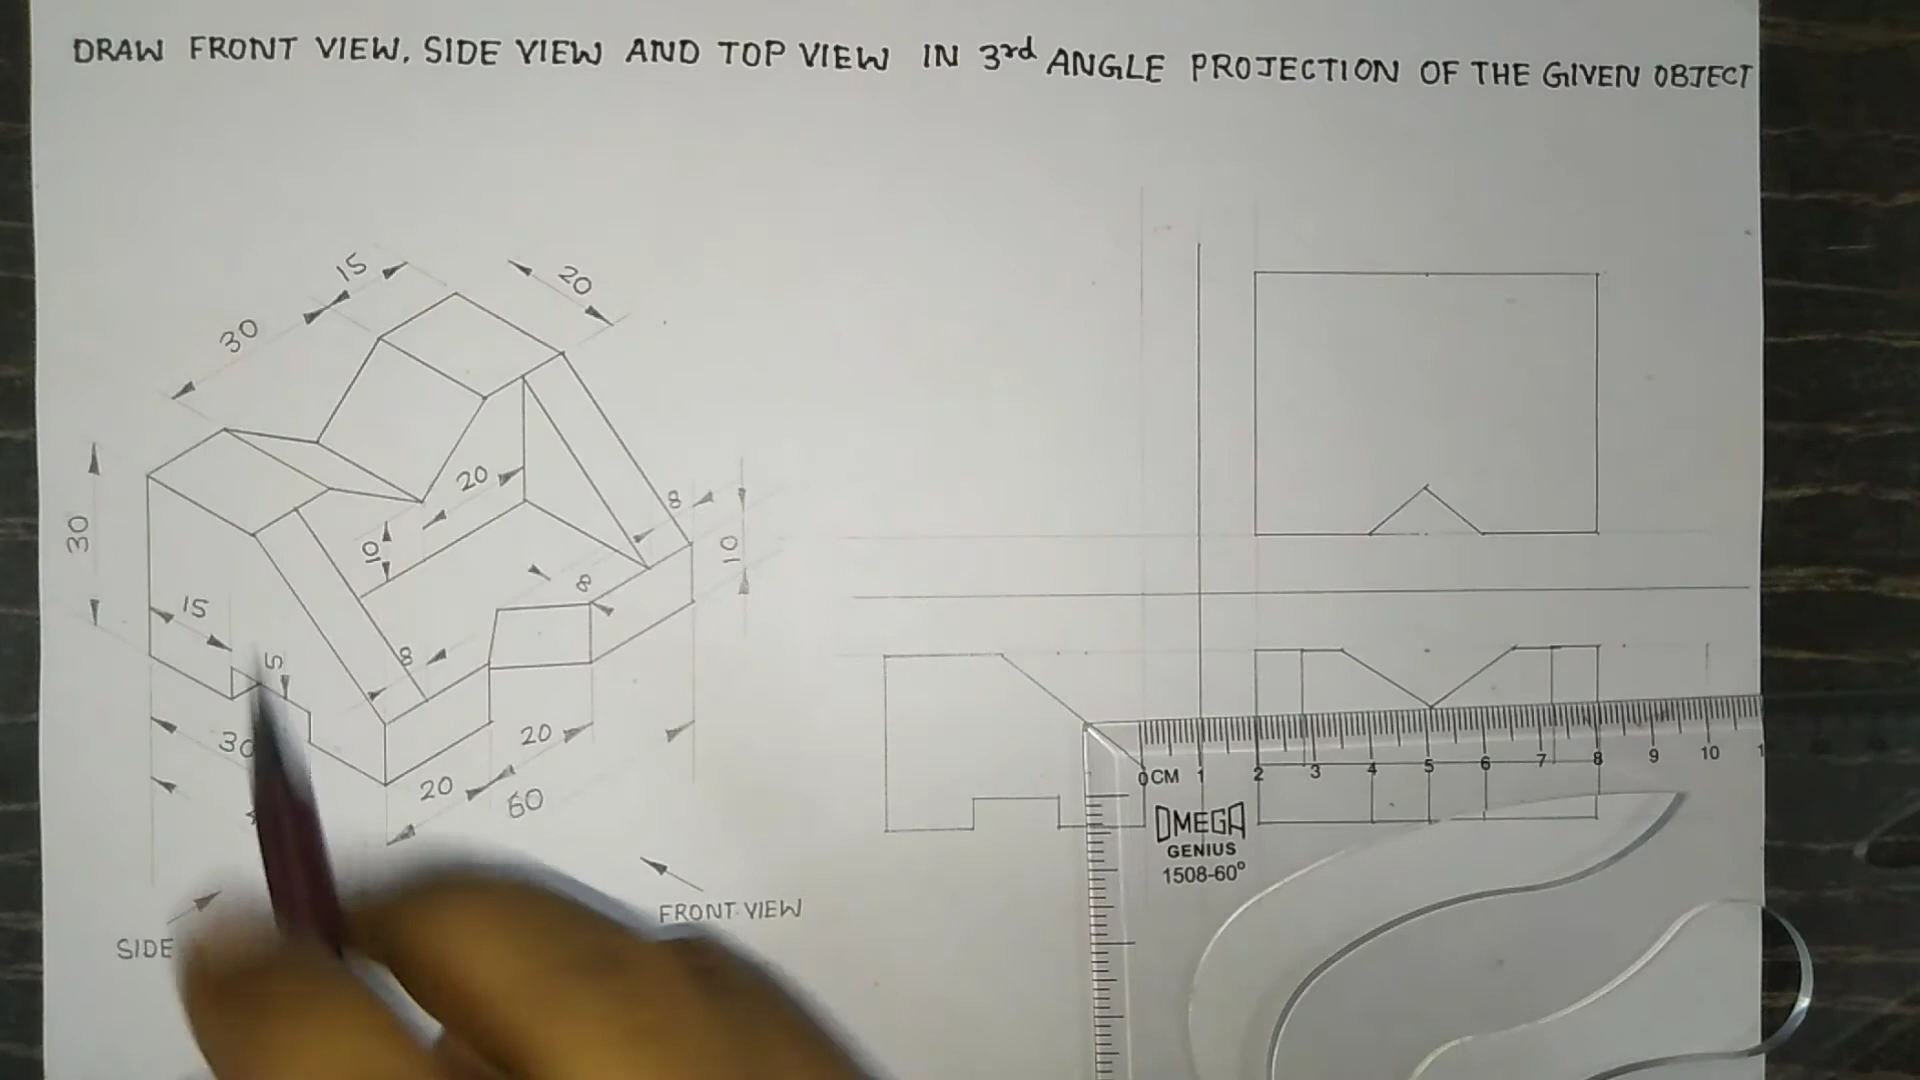 DRAW FRONT VIEW, SIDE VIEW AND TOP VIEW IN 3rd ANGLE PROJECTION OF THE GIVEN OBJECT
15
20
30
20
8
30
10
10
8
15
8
5
30
20
20
60
FRONT VIEW
SIDE
0 CM 1 2 3 4 5 6 7 8 9 10
OMEGA
GENIUS
1508-60°